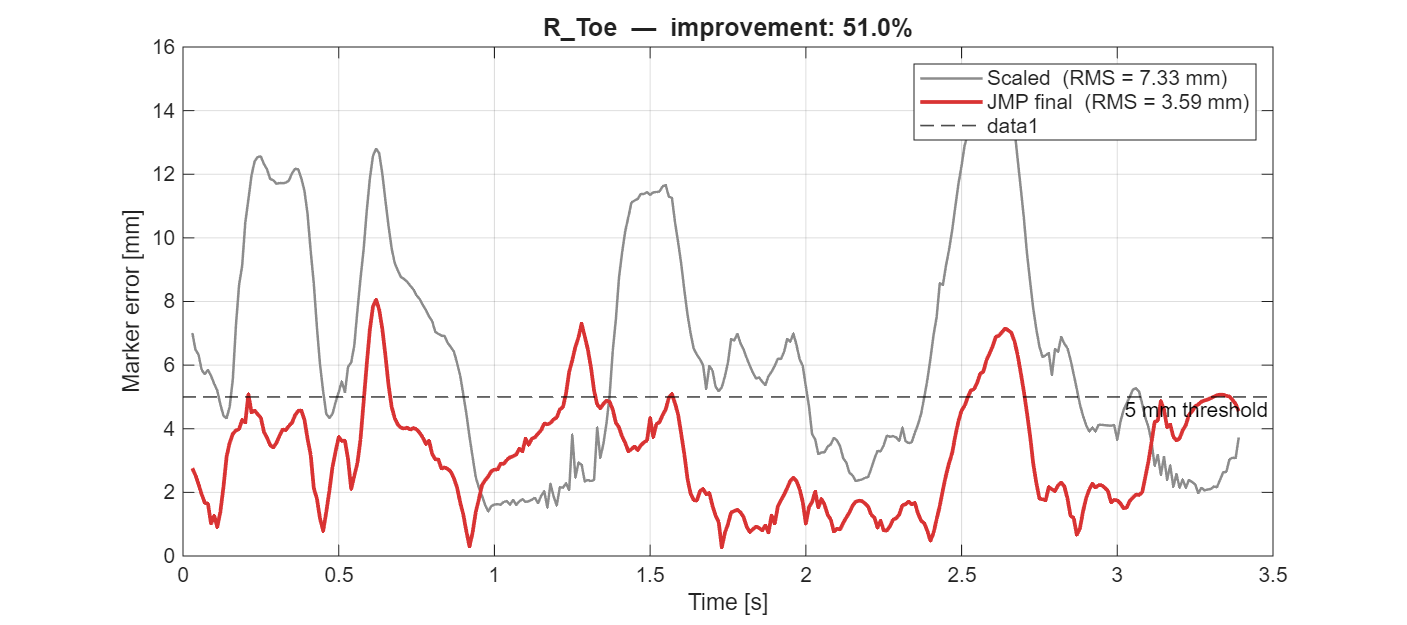 R_Toe — improvement: 51.0%
16
14
12
10
8
6
4
2
0
Marker error [mm]
Scaled (RMS = 7.33 mm)
JMP final (RMS = 3.59 mm)
data1
5 mm threshold
0 0.5 1 1.5 2 2.5 3 3.5
Time [s]